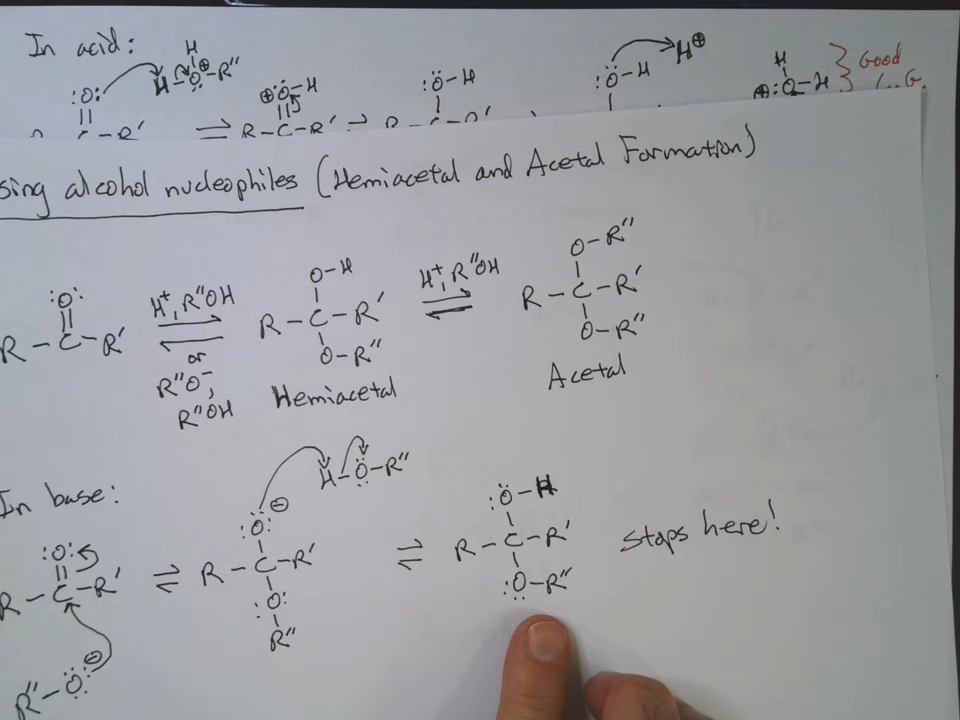 In acid:
H
:O: H-O⊕-R"
⊕:O-H
:Ö-H
:Ö-H H⊕
H
⊕:O-H } Good L.G.
C-R' ⇌ R-C-R' ⇌ R C R'
sing alcohol nucleophiles (Hemiacetal and Acetal Formation)
O-R"
O-H
:O: H⁺, R"OH H⁺, R"OH
R-C-R' ⇌ R-C-R' ⇌ R-C-R'
or O-R" O-R"
R"O⁻,
R"OH
Hemiacetal Acetal
In base:
H-Ö-R"
:Ö:⊖ :Ö-H
:O:
R-C-R' ⇌ R-C-R' ⇌ R-C-R' stops here!
:O: :O-R"
R"
R"-O:⊖